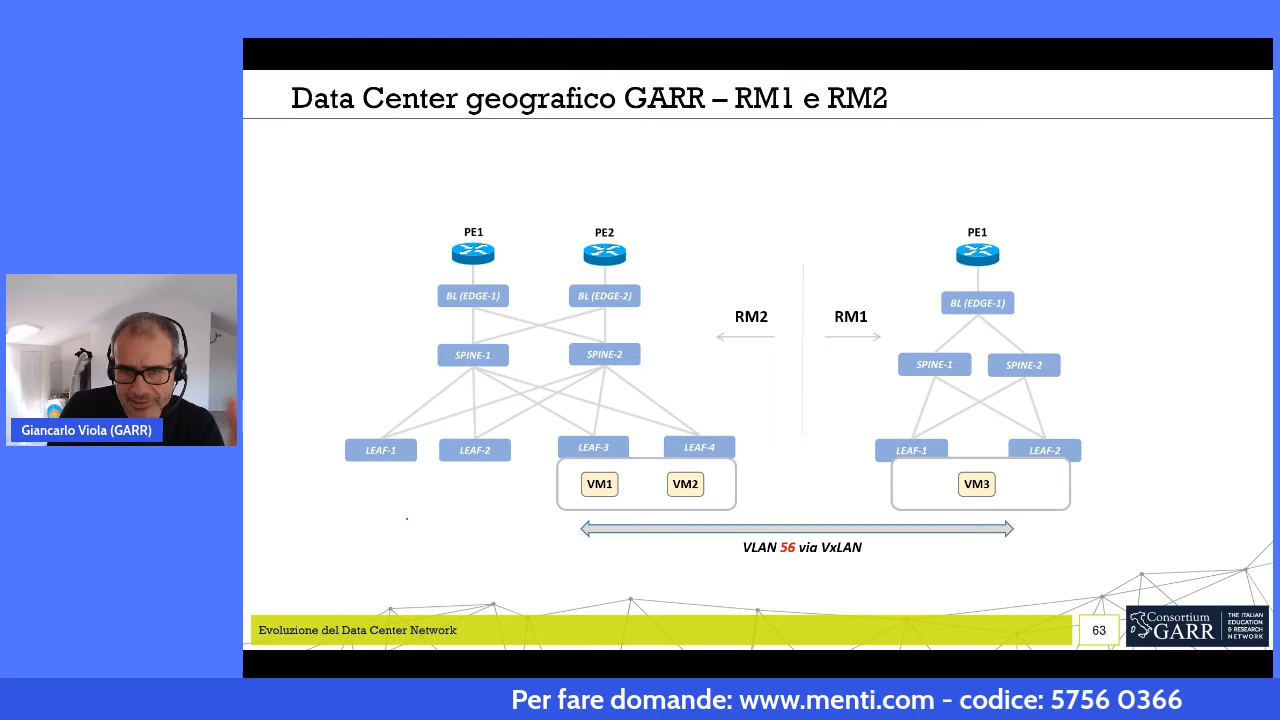 Data Center geografico GARR – RM1 e RM2
PE1
PE2
PE1
BL (EDGE-1)
BL (EDGE-2)
BL (EDGE-1)
RM2
RM1
SPINE-1
SPINE-2
SPINE-1
SPINE-2
LEAF-1
LEAF-2
LEAF-3
LEAF-4
LEAF-1
LEAF-2
VM1
VM2
VM3
VLAN 56 via VxLAN
Giancarlo Viola (GARR)
Evoluzione del Data Center Network
63
Consortium
GARR
THE ITALIAN
EDUCATION
& RESEARCH
NETWORK
Per fare domande: www.menti.com - codice: 5756 0366